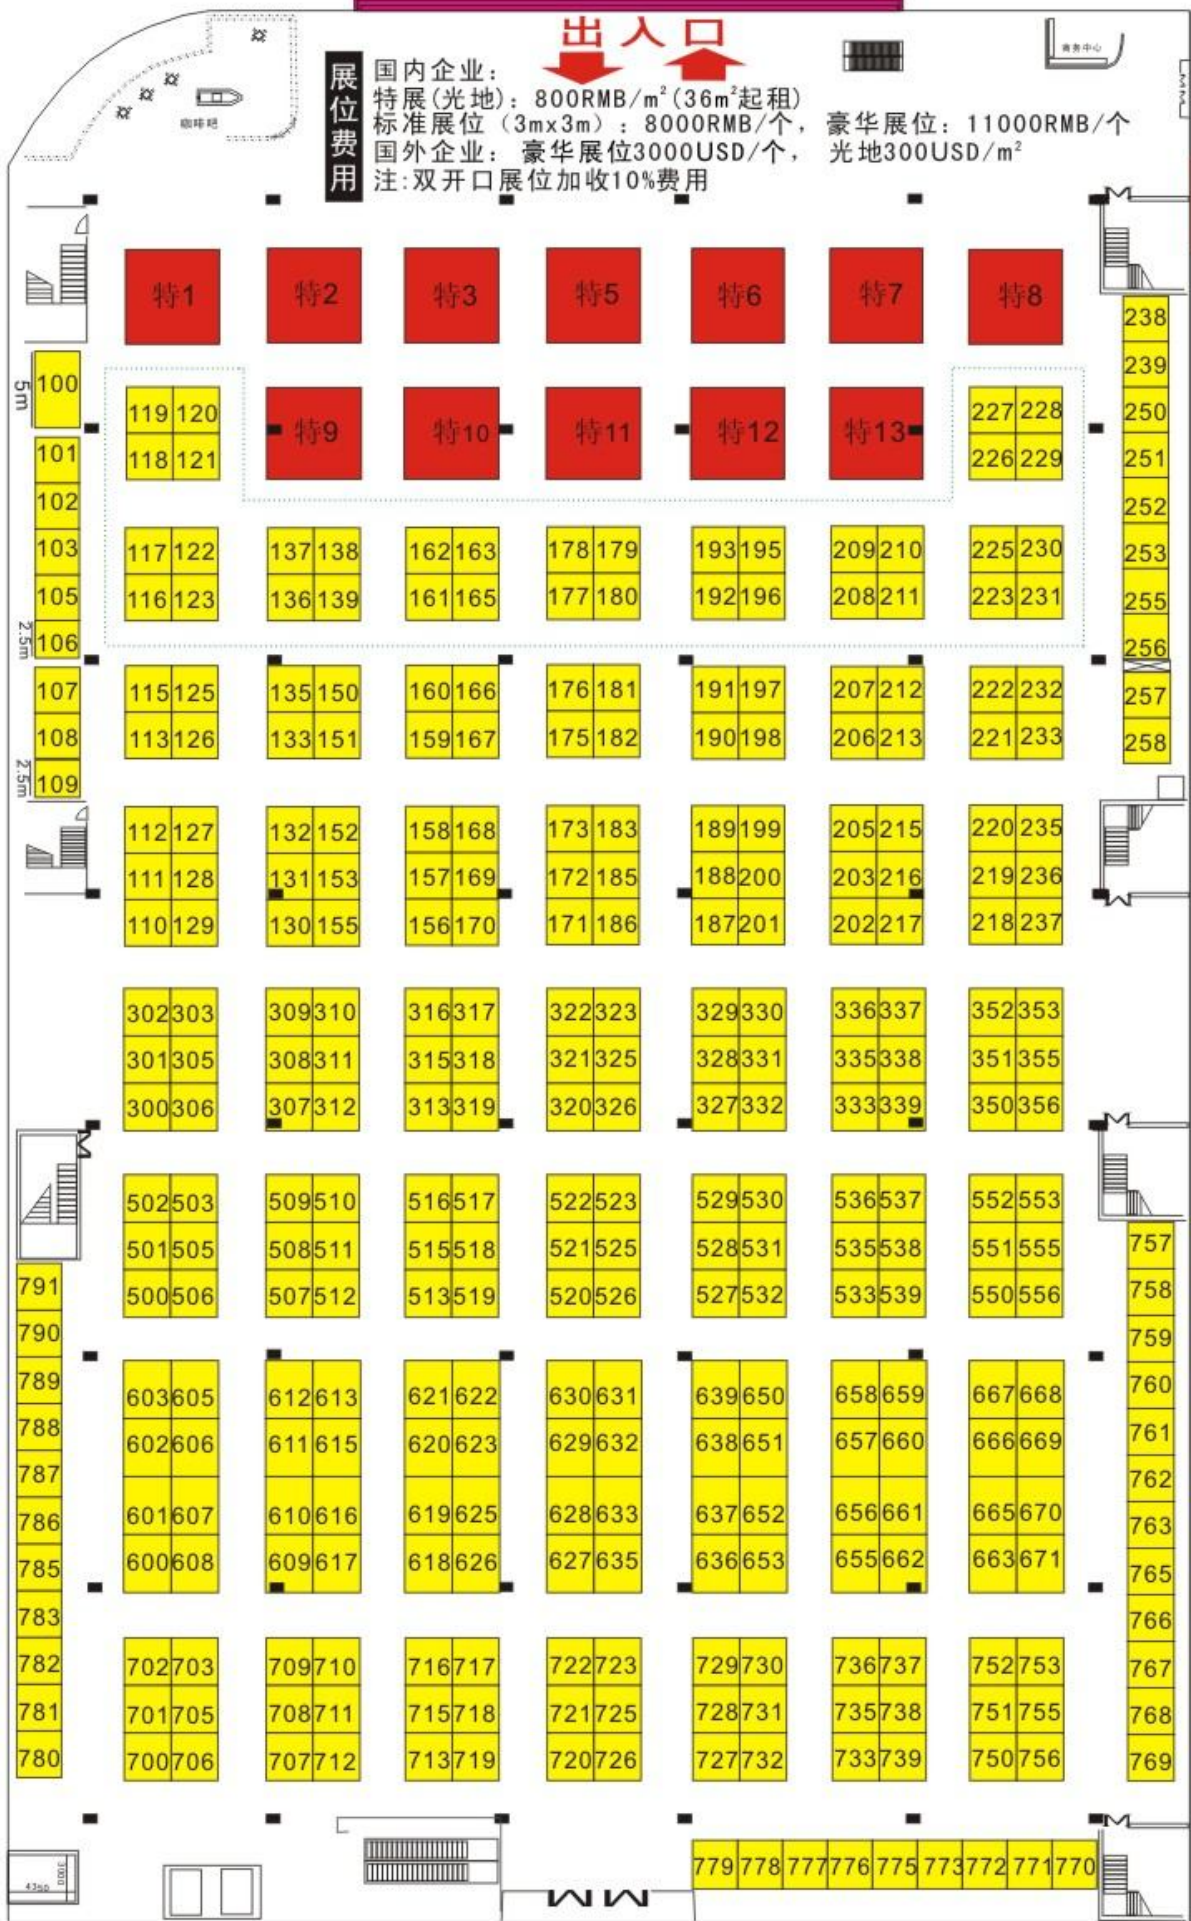 出入口
商务中心
咖啡吧
展位费用
国内企业：
特展(光地)：800RMB/m²(36m²起租)
标准展位（3mx3m）：8000RMB/个， 豪华展位：11000RMB/个
国外企业： 豪华展位3000USD/个， 光地300USD/m²
注:双开口展位加收10%费用
特1 特2 特3 特5 特6 特7 特8
238
239
100
5m
119 120 特9 特10 特11 特12 特13 227 228 250
118 121 226 229 251
101
102 252
103 117 122 137 138 162 163 178 179 193 195 209 210 225 230 253
105 116 123 136 139 161 165 177 180 192 196 208 211 223 231 255
106 256
2.5m
107 115 125 135 150 160 166 176 181 191 197 207 212 222 232 257
108 113 126 133 151 159 167 175 182 190 198 206 213 221 233 258
109
2.5m
112 127 132 152 158 168 173 183 189 199 205 215 220 235
111 128 131 153 157 169 172 185 188 200 203 216 219 236
110 129 130 155 156 170 171 186 187 201 202 217 218 237
302 303 309 310 316 317 322 323 329 330 336 337 352 353
301 305 308 311 315 318 321 325 328 331 335 338 351 355
300 306 307 312 313 319 320 326 327 332 333 339 350 356
502 503 509 510 516 517 522 523 529 530 536 537 552 553
501 505 508 511 515 518 521 525 528 531 535 538 551 555 757
791 500 506 507 512 513 519 520 526 527 532 533 539 550 556 758
790 759
789 603 605 612 613 621 622 630 631 639 650 658 659 667 668 760
788 602 606 611 615 620 623 629 632 638 651 657 660 666 669 761
787 762
786 601 607 610 616 619 625 628 633 637 652 656 661 665 670 763
785 600 608 609 617 618 626 627 635 636 653 655 662 663 671 765
783 766
782 702 703 709 710 716 717 722 723 729 730 736 737 752 753 767
781 701 705 708 711 715 718 721 725 728 731 735 738 751 755 768
780 700 706 707 712 713 719 720 726 727 732 733 739 750 756 769
779 778 777 776 775 773 772 771 770
3000
4350